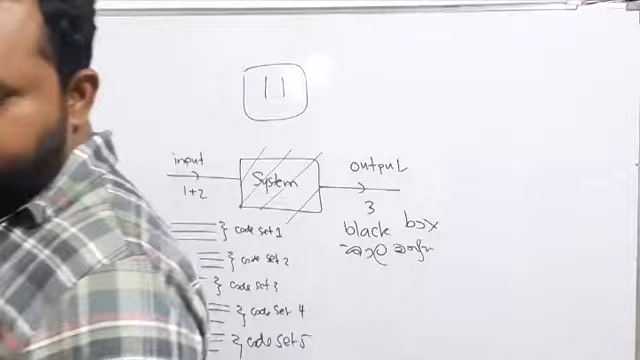 11
input
1+2
System
output
3
black box
code set 1
code set 2
code set 3
code set 4
code set 5